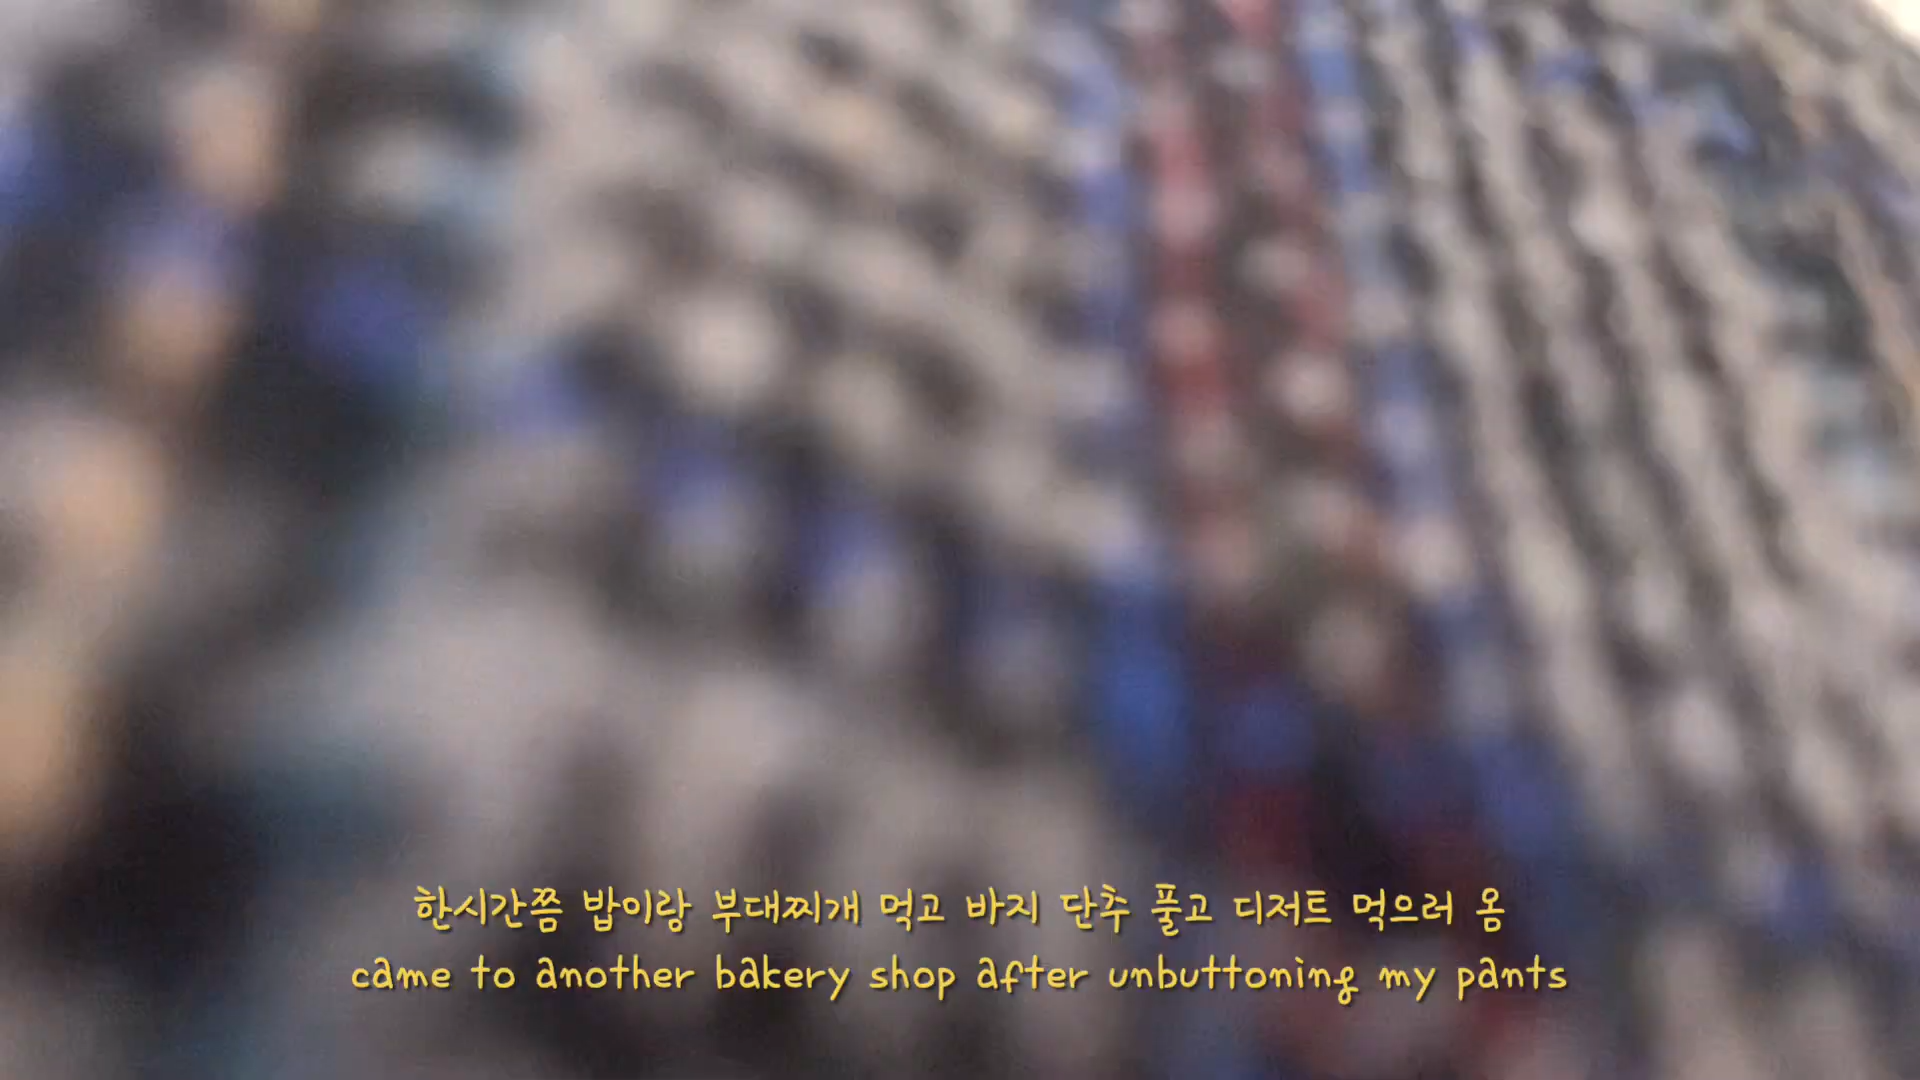 한시간쯤 밥이랑 부대찌개 먹고 바지 단추 풀고 디저트 먹으러 옴
came to another bakery shop after unbuttoning my pants